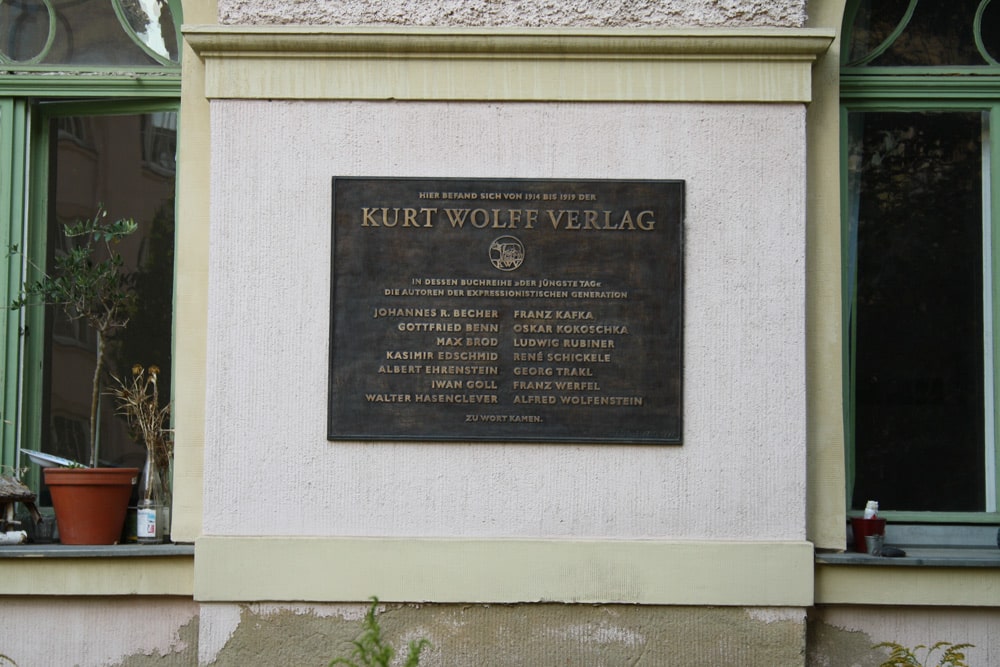 HIER BEFAND SICH VON 1914 BIS 1919 DER
KURT WOLFF VERLAG
IN DESSEN BUCHREIHE »DER JÜNGSTE TAG«
DIE AUTOREN DER EXPRESSIONISTISCHEN GENERATION
JOHANNES R. BECHER
GOTTFRIED BENN
MAX BROD
KASIMIR EDSCHMID
ALBERT EHRENSTEIN
IWAN GOLL
WALTER HASENCLEVER
FRANZ KAFKA
OSKAR KOKOSCHKA
LUDWIG RUBINER
RENÉ SCHICKELE
GEORG TRAKL
FRANZ WERFEL
ALFRED WOLFENSTEIN
ZU WORT KAMEN.